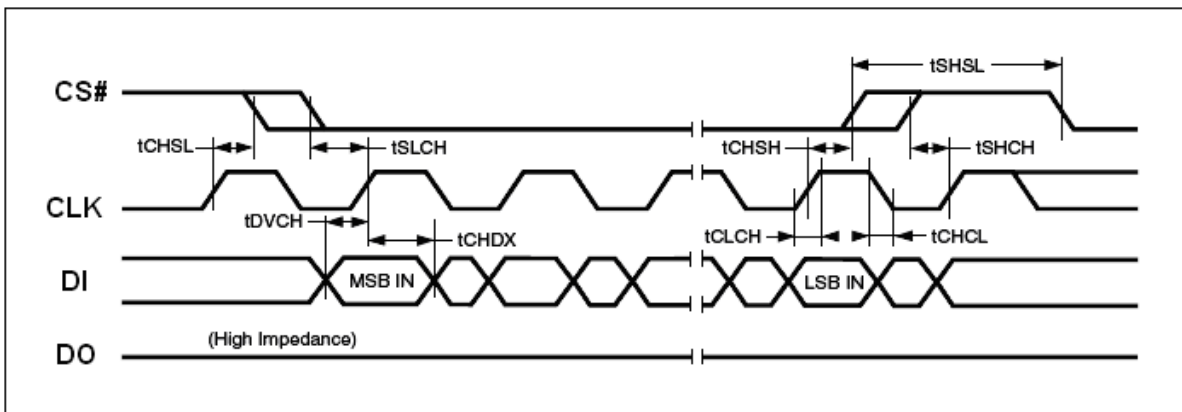 tSHSL
CS#
tCHSL
tSLCH
tCHSH
tSHCH
CLK
tDVCH
tCHDX
tCLCH
tCHCL
DI
MSB IN
LSB IN
(High Impedance)
DO